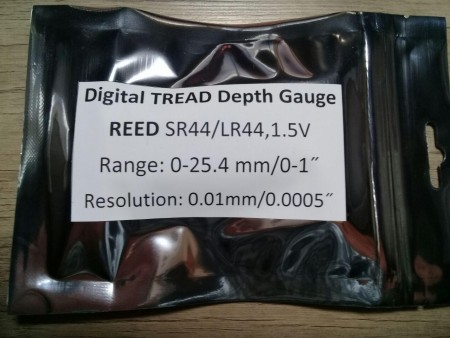 Digital TREAD Depth Gauge
REED SR44/LR44,1.5V
Range: 0-25.4 mm/0-1″
Resolution: 0.01mm/0.0005″